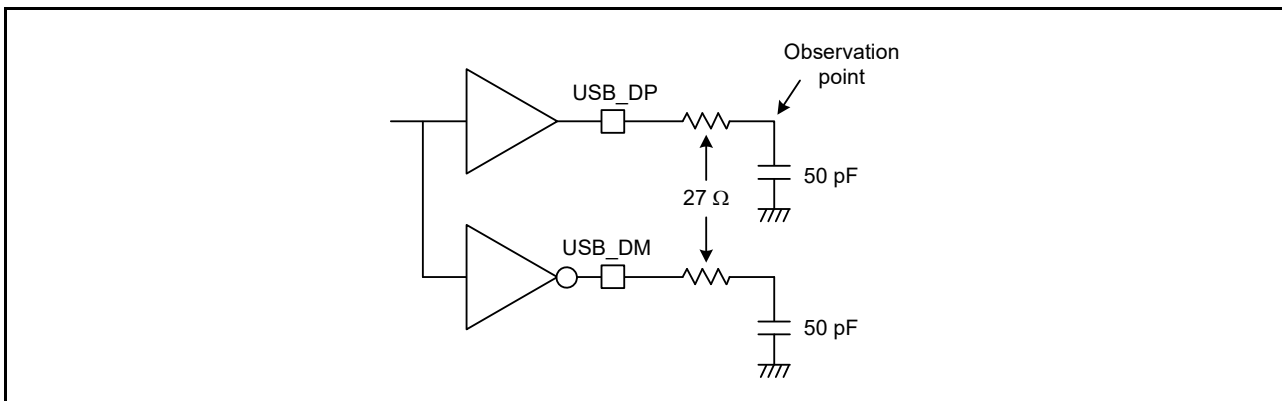 Observation
point
USB_DP
50 pF
27 Ω
USB_DM
50 pF